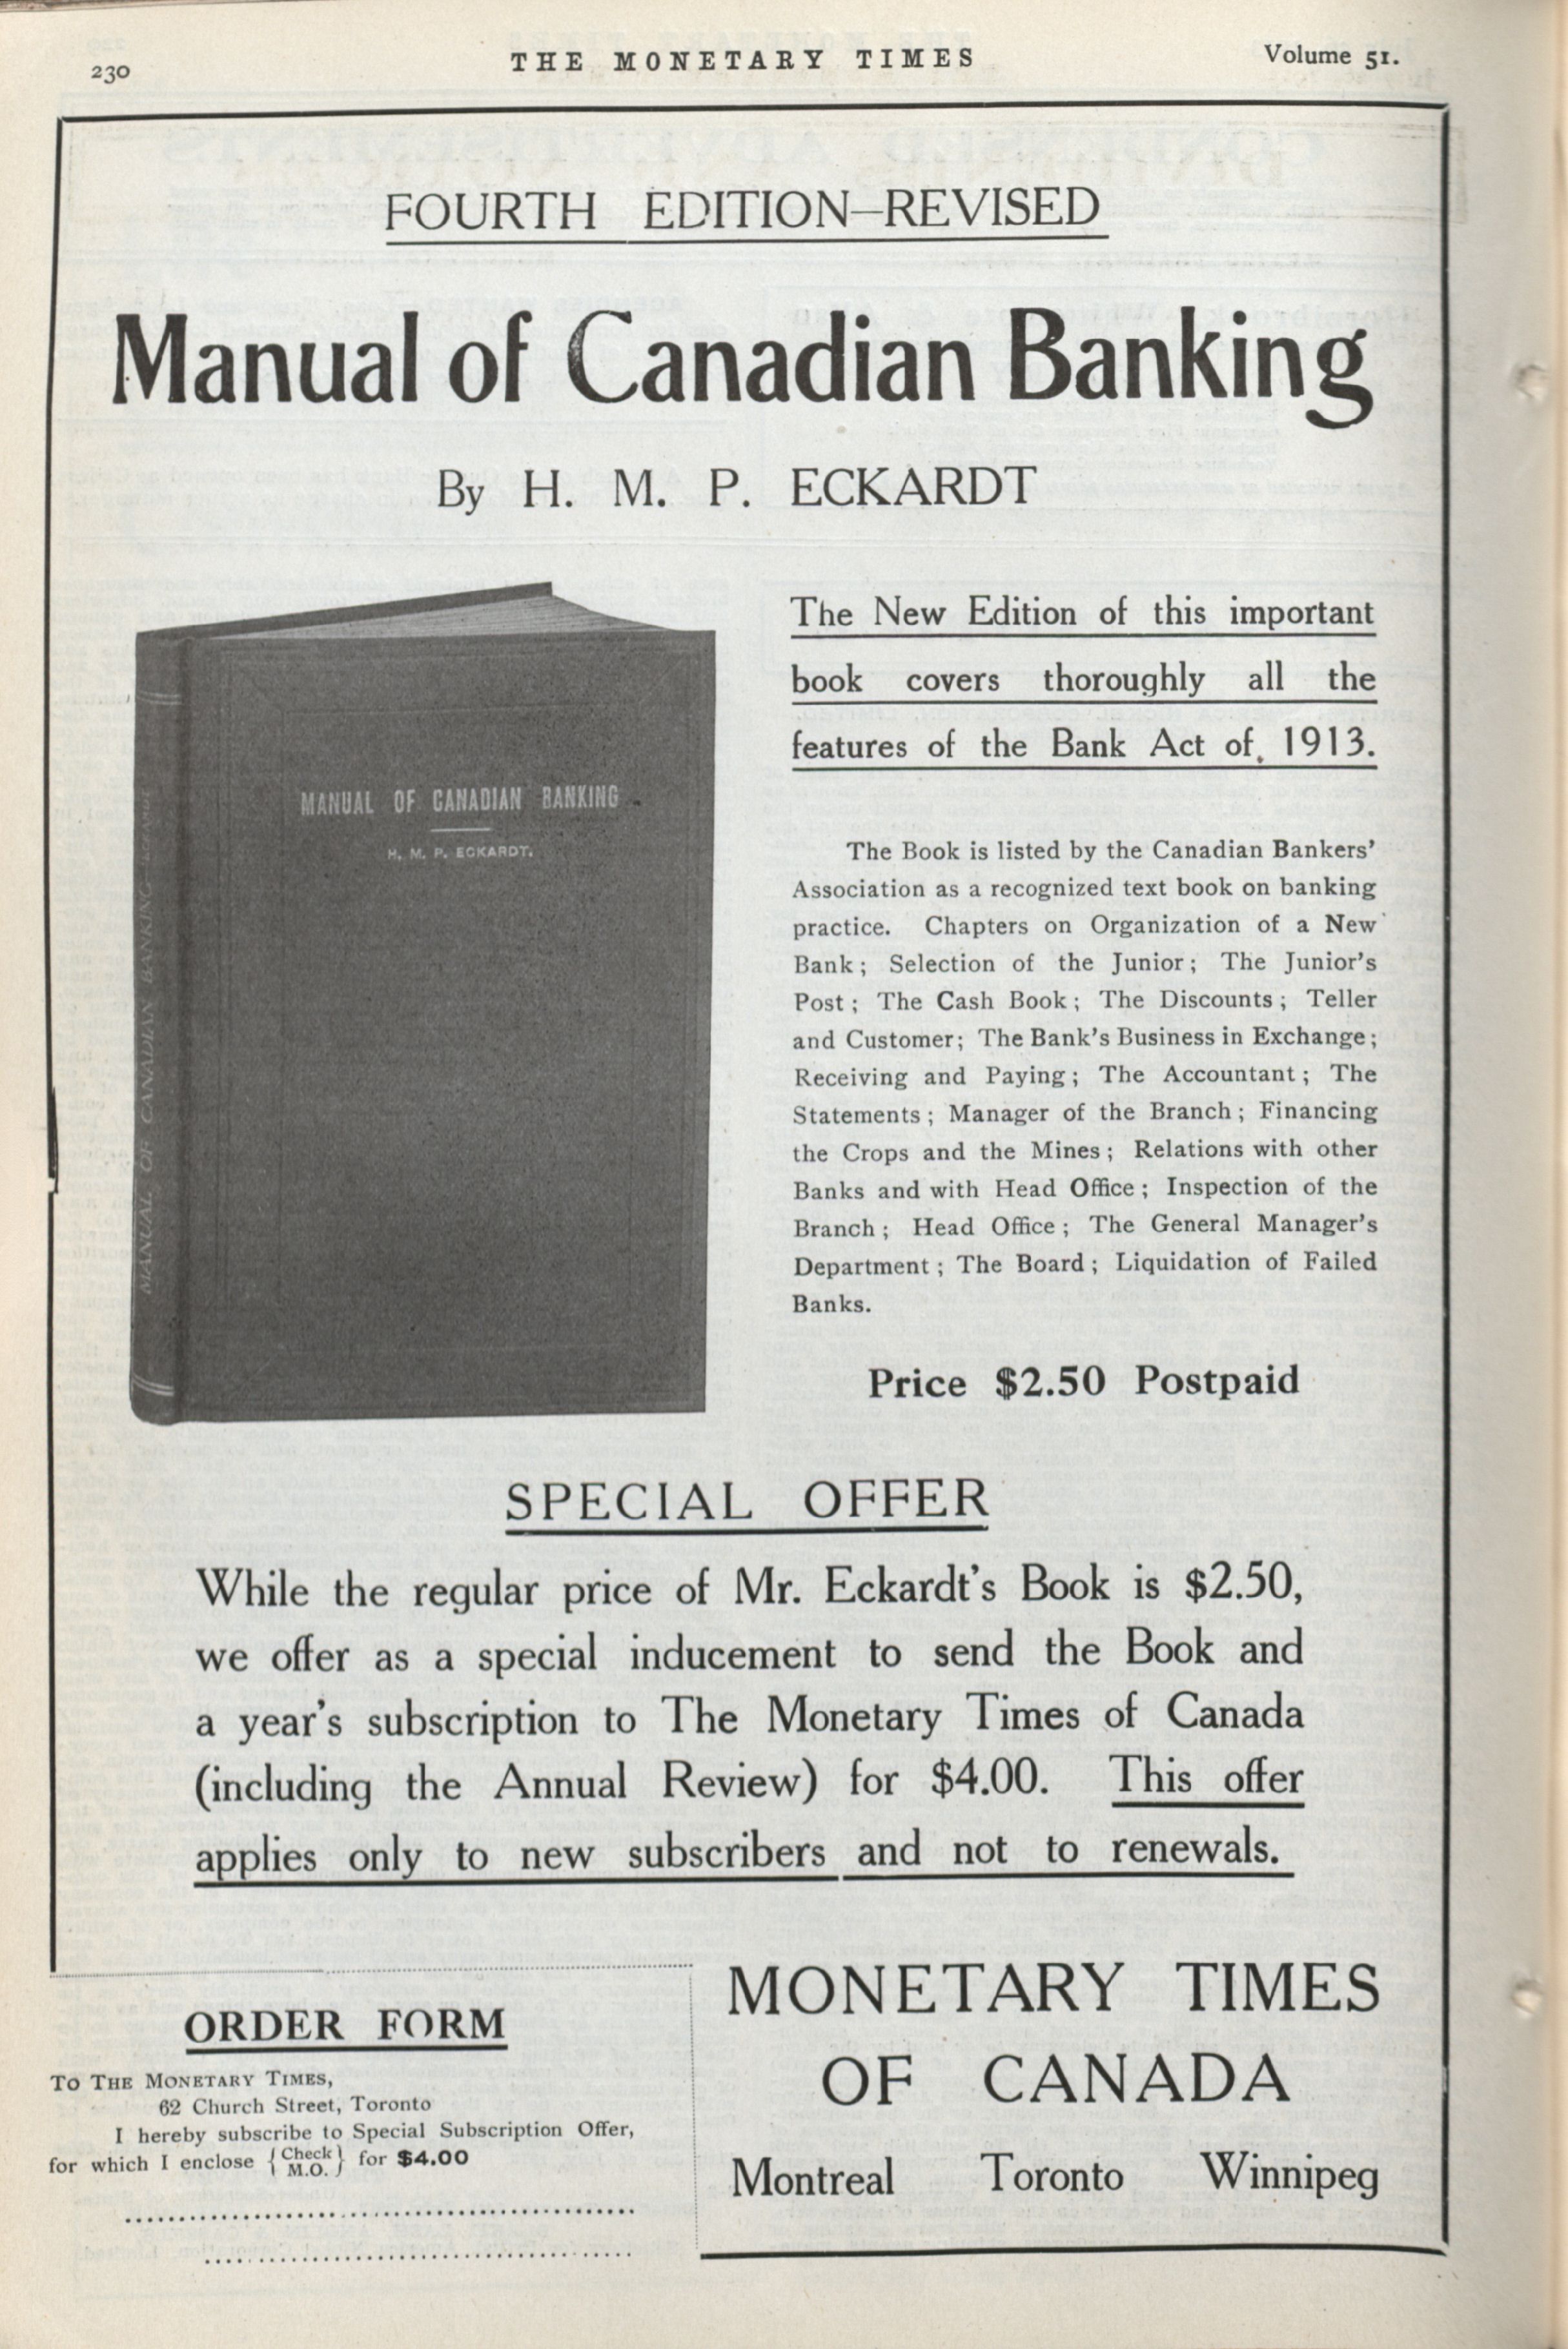 230
THE MONETARY TIMES
Volume 51.
FOURTH EDITION—REVISED
Manual of Canadian Banking
By H. M. P. ECKARDT
MANUAL OF CANADIAN BANKING
H. M. P. ECKARDT.
MANUAL OF CANADIAN BANKING—ECKARDT
The New Edition of this important
book covers thoroughly all the
features of the Bank Act of 1913.
The Book is listed by the Canadian Bankers'
Association as a recognized text book on banking
practice. Chapters on Organization of a New
Bank; Selection of the Junior; The Junior's
Post; The Cash Book; The Discounts; Teller
and Customer; The Bank's Business in Exchange;
Receiving and Paying; The Accountant; The
Statements; Manager of the Branch; Financing
the Crops and the Mines; Relations with other
Banks and with Head Office; Inspection of the
Branch; Head Office; The General Manager's
Department; The Board; Liquidation of Failed
Banks.
Price $2.50 Postpaid
SPECIAL OFFER
While the regular price of Mr. Eckardt's Book is $2.50,
we offer as a special inducement to send the Book and
a year's subscription to The Monetary Times of Canada
(including the Annual Review) for $4.00. This offer
applies only to new subscribers and not to renewals.
ORDER FORM
To The Monetary Times,
62 Church Street, Toronto
I hereby subscribe to Special Subscription Offer,
for which I enclose { Check M.O. } for $4.00
MONETARY TIMES
OF CANADA
Montreal Toronto Winnipeg